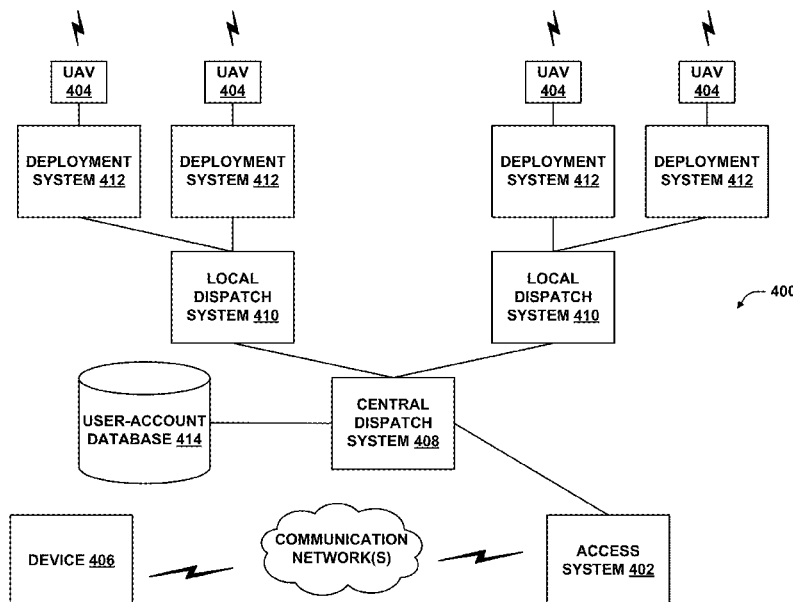 UAV
404
UAV
404
UAV
404
UAV
404
DEPLOYMENT
SYSTEM 412
DEPLOYMENT
SYSTEM 412
DEPLOYMENT
SYSTEM 412
DEPLOYMENT
SYSTEM 412
LOCAL
DISPATCH
SYSTEM 410
LOCAL
DISPATCH
SYSTEM 410
400
USER-ACCOUNT
DATABASE 414
CENTRAL
DISPATCH
SYSTEM 408
DEVICE 406
COMMUNICATION
NETWORK(S)
ACCESS
SYSTEM 402